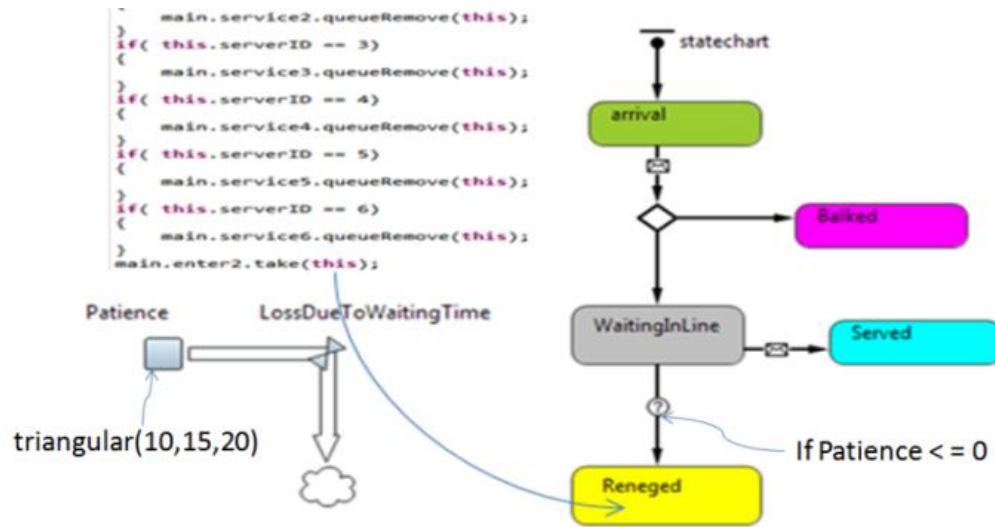 main.service2.queueRemove(this);
}
if( this.serverID == 3)
{
main.service3.queueRemove(this);
}
if( this.serverID == 4)
{
main.service4.queueRemove(this);
}
if( this.serverID == 5)
{
main.service5.queueRemove(this);
}
if( this.serverID == 6)
{
main.service6.queueRemove(this);
}
main.enter2.take(this);
statechart
arrival
Balked
WaitingInLine
Served
?
If Patience < = 0
Reneged
Patience
LossDueToWaitingTime
triangular(10,15,20)